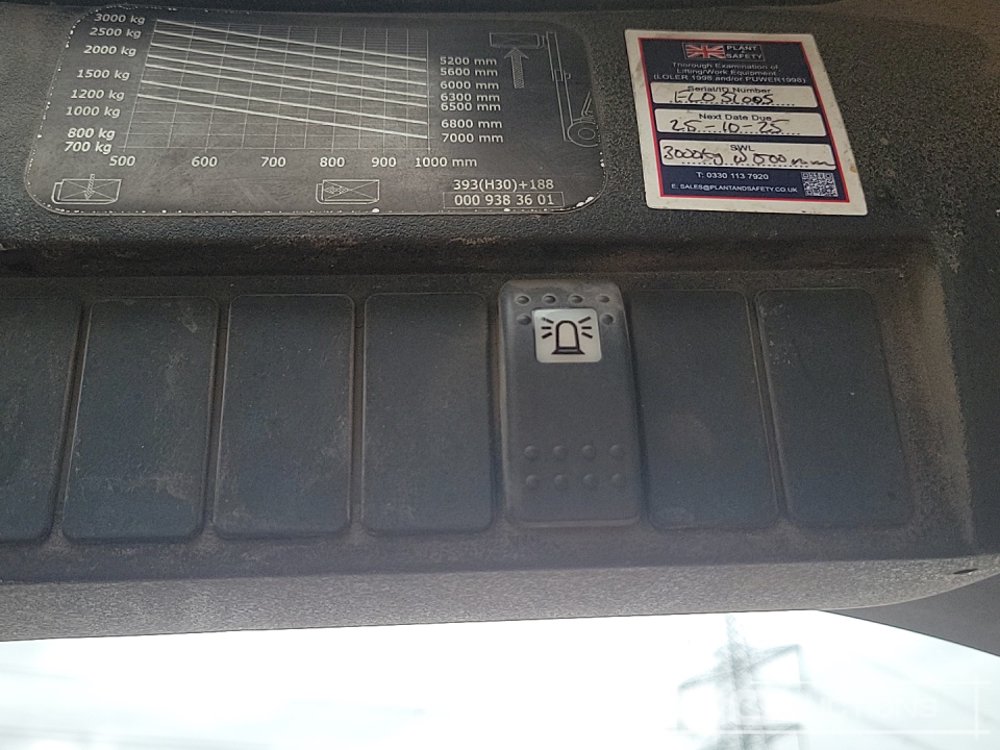 3000 kg
2500 kg
2000 kg
1500 kg
1200 kg
1000 kg
800 kg
700 kg
5200 mm
5600 mm
6000 mm
6300 mm
6500 mm
6800 mm
7000 mm
500 600 700 800 900 1000 mm
393(H30)+188
000 938 36 01
PLANT
SAFETY
Thorough Examination of
Lifting/Work Equipment
(LOLER 1998 and/or PUWER1998)
Serial/ID Number
FLOSL005
Next Date Due
25-10-25
SWL
3000kg @ 500mm
T: 0330 113 7920
E. SALES@PLANTANDSAFETY.CO.UK